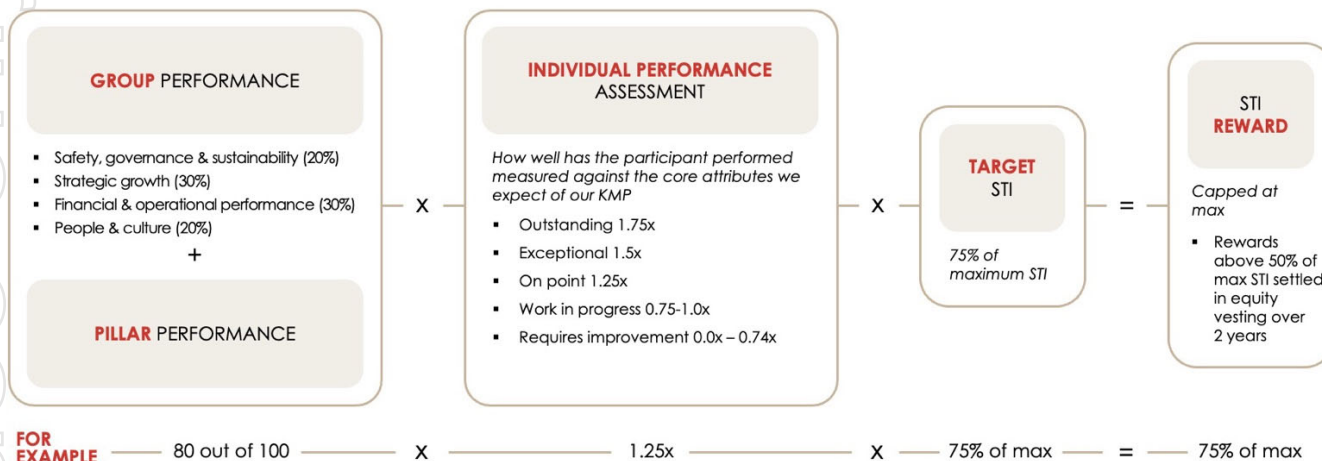 GROUP PERFORMANCE
▪ Safety, governance & sustainability (20%)
▪ Strategic growth (30%)
▪ Financial & operational performance (30%)
▪ People & culture (20%)
+
PILLAR PERFORMANCE
X
INDIVIDUAL PERFORMANCE
ASSESSMENT
How well has the participant performed
measured against the core attributes we
expect of our KMP
▪ Outstanding 1.75x
▪ Exceptional 1.5x
▪ On point 1.25x
▪ Work in progress 0.75-1.0x
▪ Requires improvement 0.0x – 0.74x
X
TARGET
STI
75% of
maximum STI
=
STI
REWARD
Capped at
max
▪ Rewards
above 50% of
max STI settled
in equity
vesting over
2 years
FOR
EXAMPLE
80 out of 100 X 1.25x X 75% of max = 75% of max